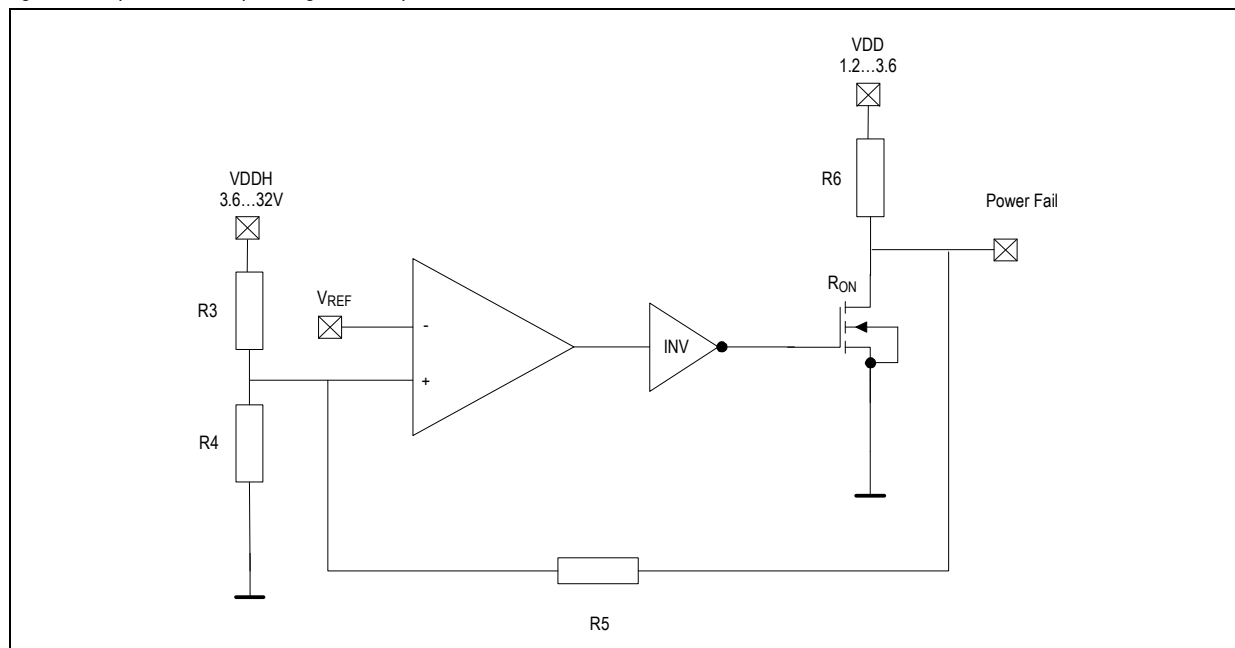 VDD
1.2…3.6
R6
VDDH
3.6…32V
Power Fail
R3
VREF
RON
-
INV
+
R4
R5